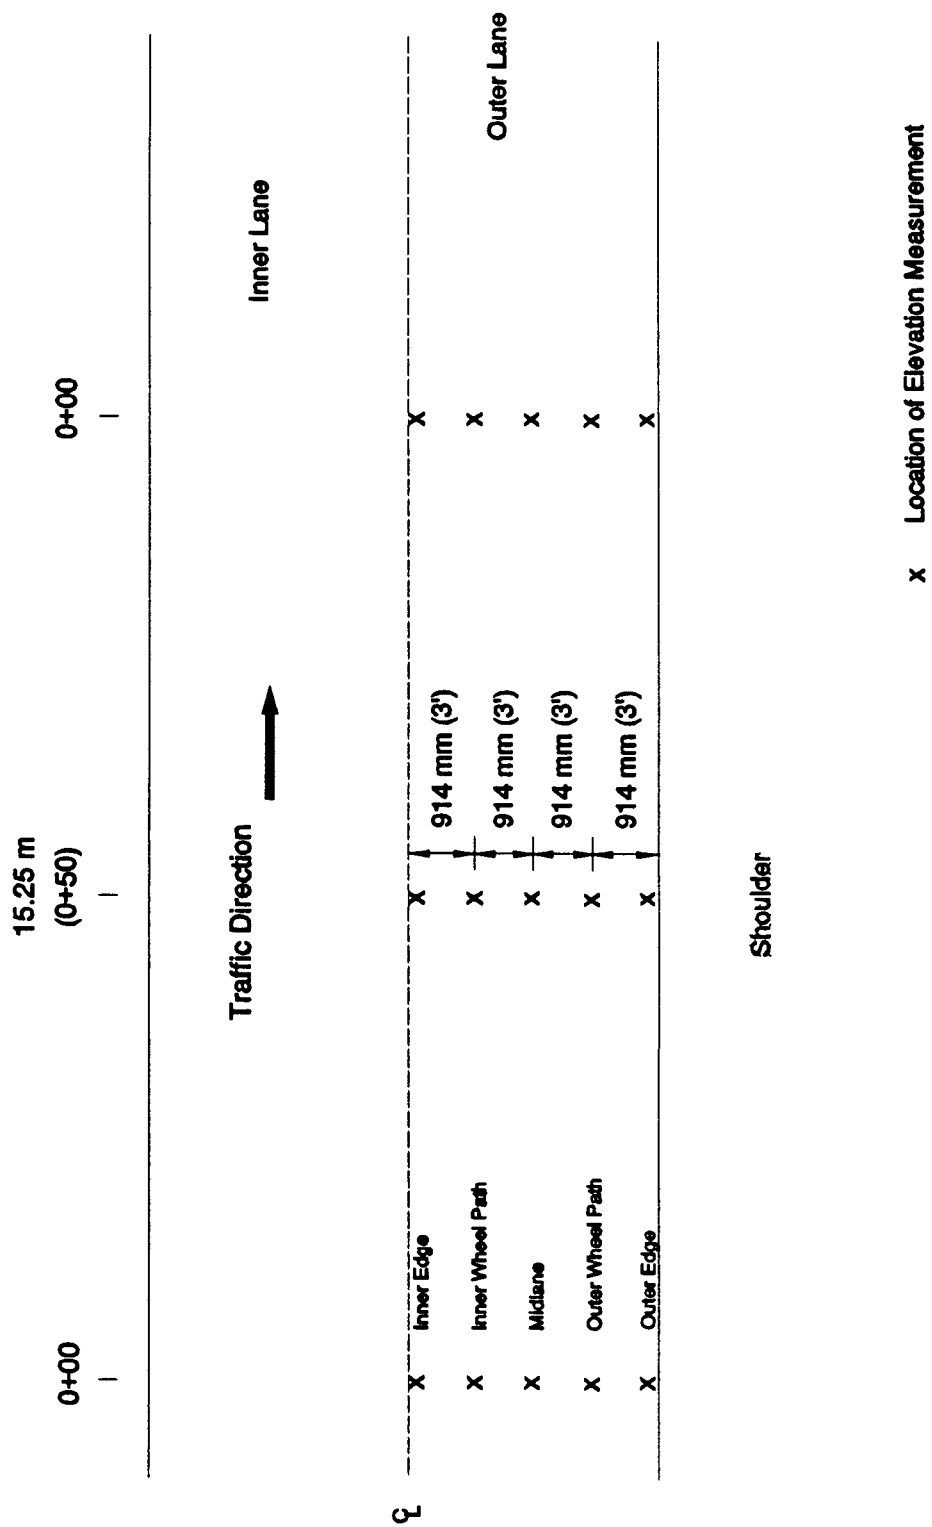 0+00
15.25 m
(0+50)
0+00
Traffic Direction
Inner Lane
℄
Outer Lane
X Inner Edge
X
X
X Inner Wheel Path
X
X
X Midlane
X
X
X Outer Wheel Path
X
X
X Outer Edge
X
X
914 mm (3')
914 mm (3')
914 mm (3')
914 mm (3')
Shoulder
X Location of Elevation Measurement